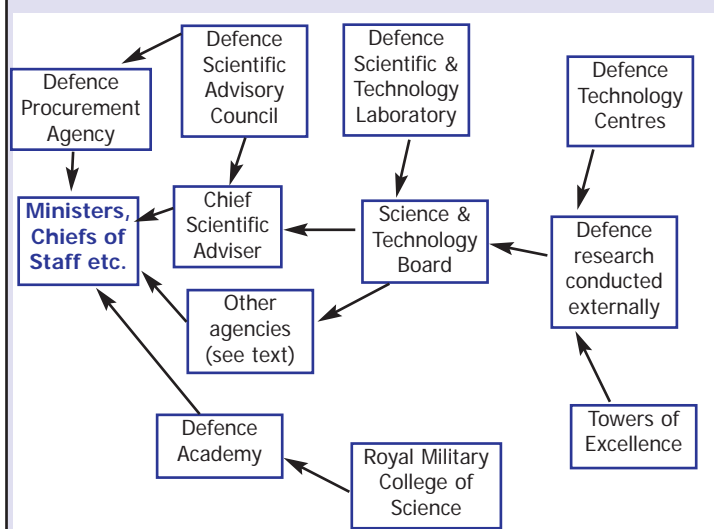 Defence
Procurement
Agency
Defence
Scientific
Advisory
Council
Defence
Scientific &
Technology
Laboratory
Defence
Technology
Centres
Ministers,
Chiefs of
Staff etc.
Chief
Scientific
Adviser
Science &
Technology
Board
Defence
research
conducted
externally
Other
agencies
(see text)
Defence
Academy
Royal Military
College of
Science
Towers of
Excellence